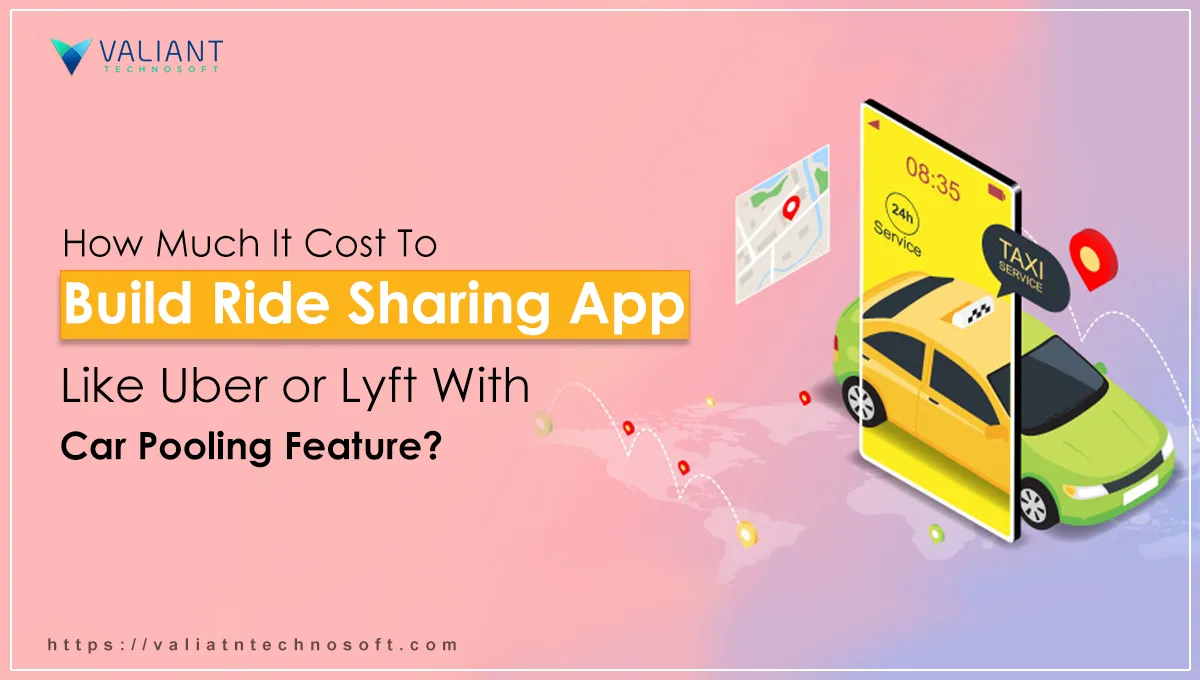 VALIANT
TECHNOSOFT
How Much It Cost To
Build Ride Sharing App
Like Uber or Lyft With
Car Pooling Feature?
08:35
24h
Service
TAXI
SERVICE
https://valiatntechnosoft.com